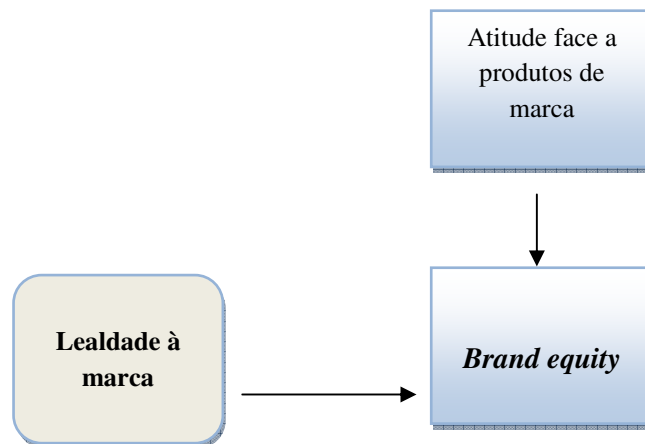 Atitude face a
produtos de
marca
Lealdade à
marca
Brand equity